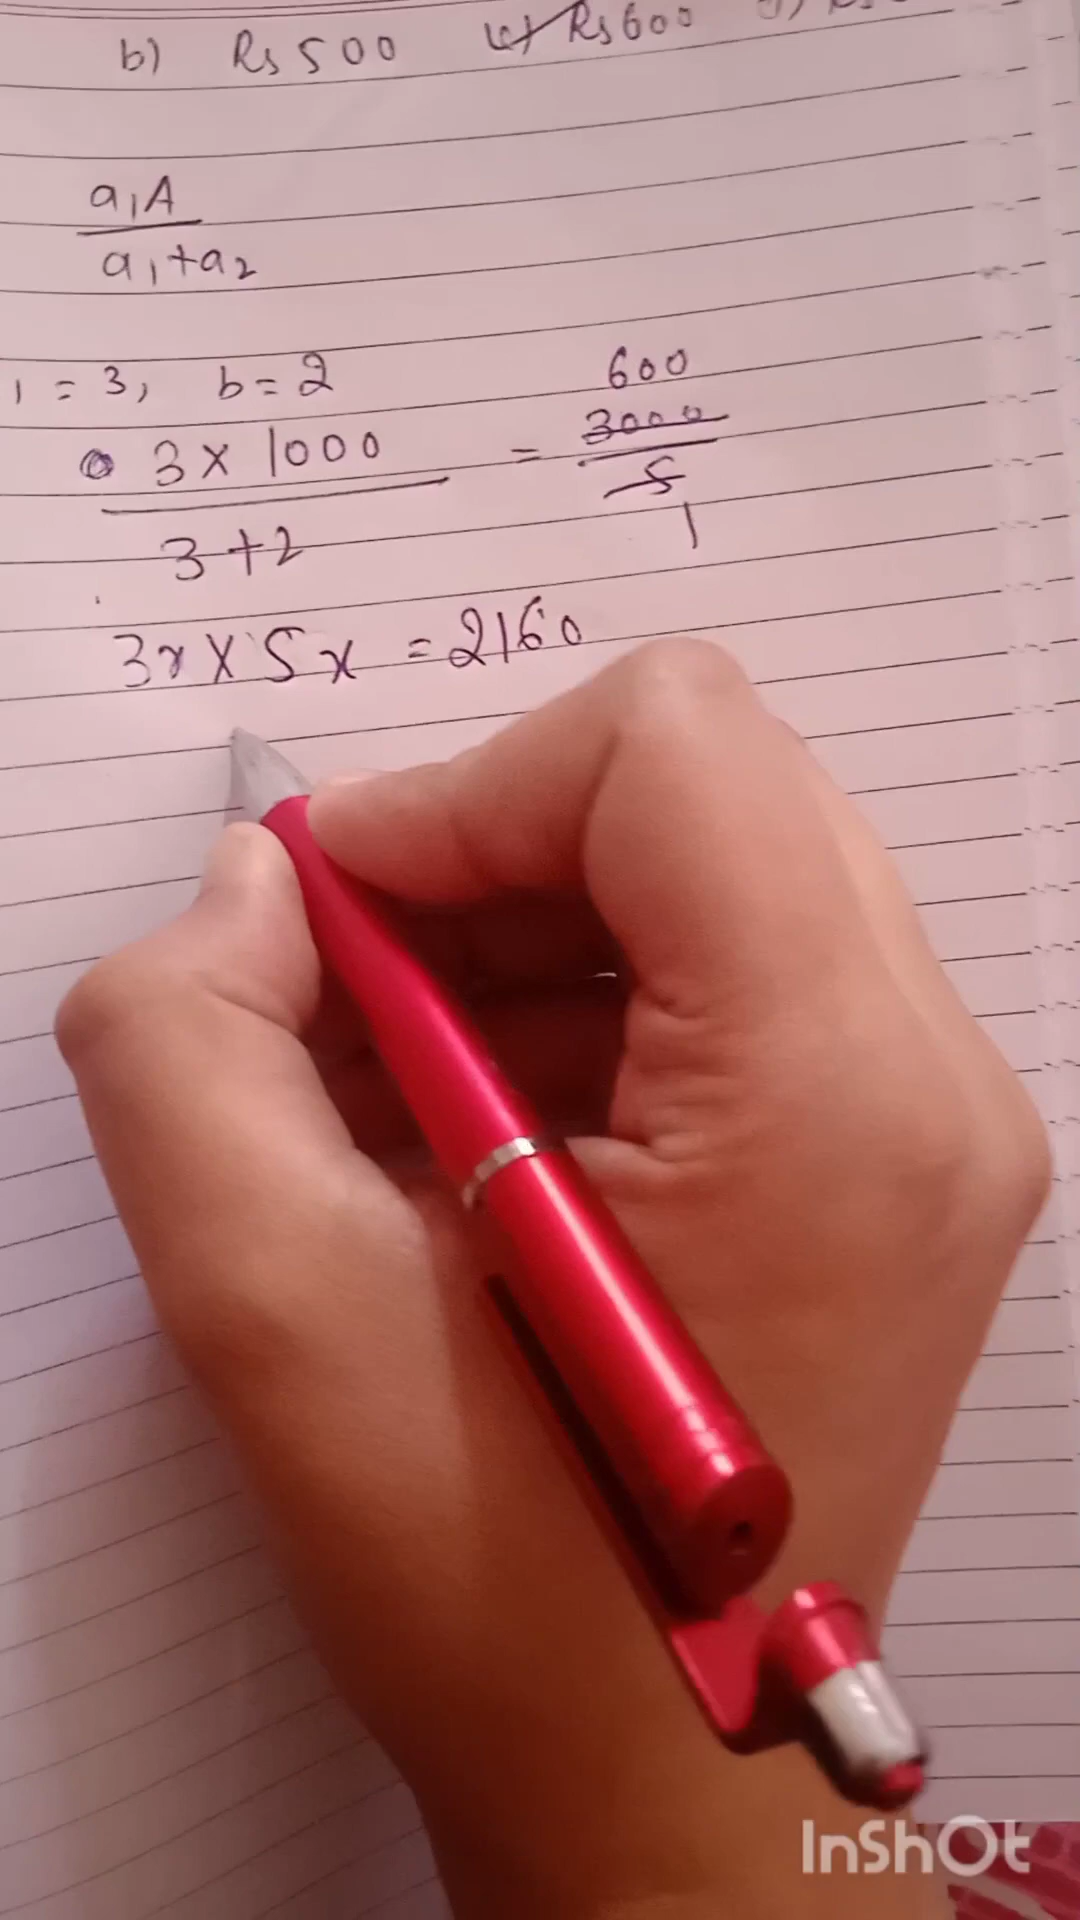 b) Rs 500 c) Rs 600 d)
a1A
a1+a2
1 = 3, b = 2 600
3 x 1000 = 3000
5
3+2 1
3x X 5x = 2160
InShOt